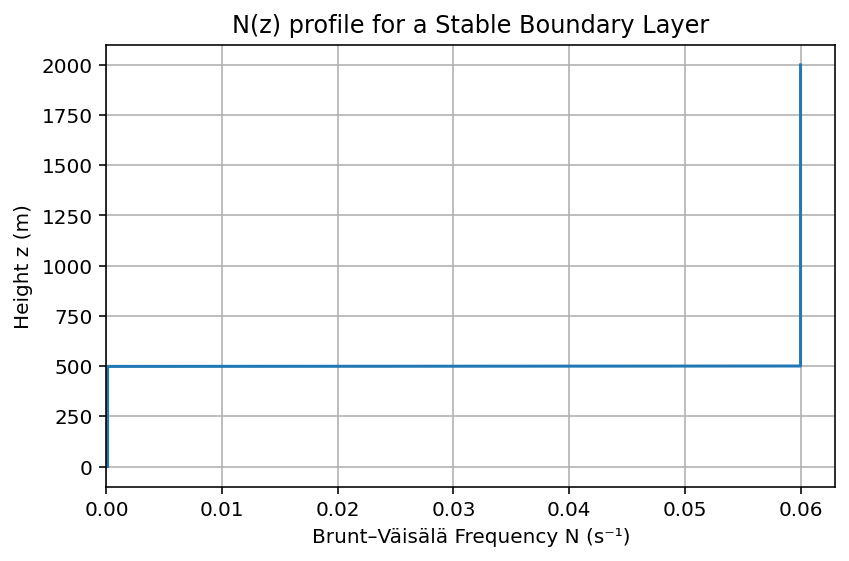 N(z) profile for a Stable Boundary Layer
Height z (m)
2000
1750
1500
1250
1000
750
500
250
0
0.00 0.01 0.02 0.03 0.04 0.05 0.06
Brunt–Väisälä Frequency N (s⁻¹)